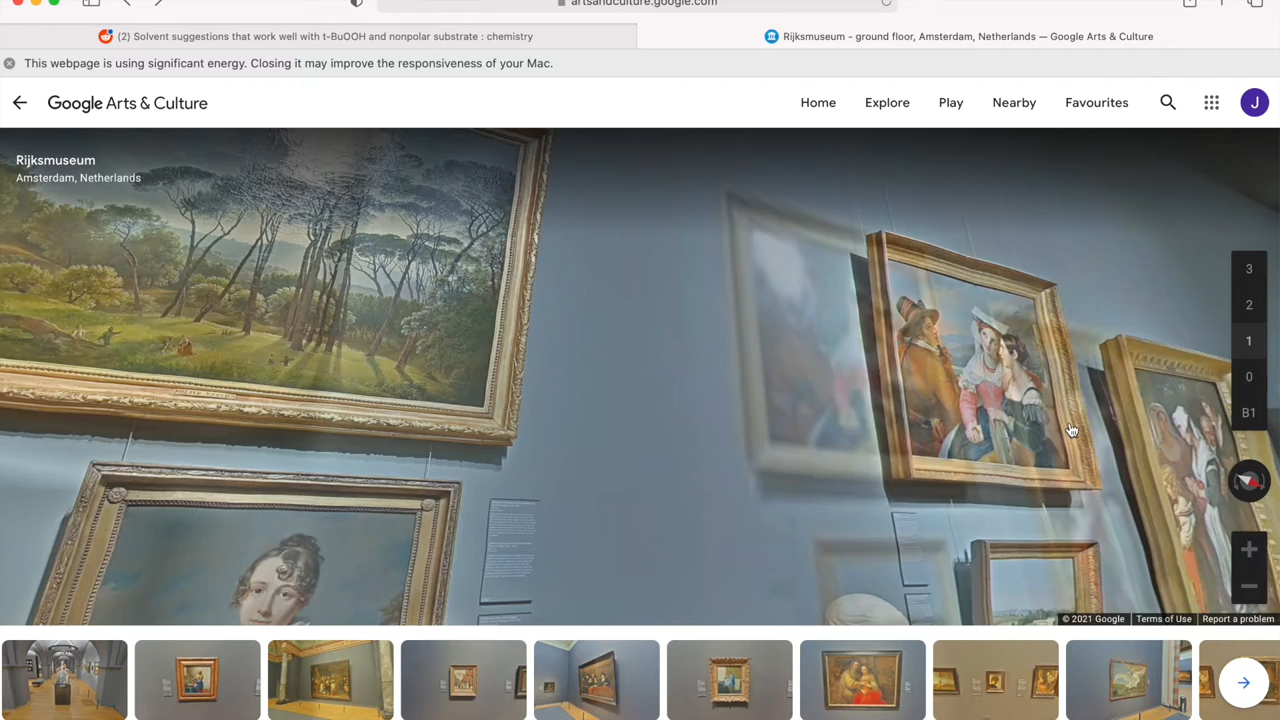 artsandculture.google.com
(2) Solvent suggestions that work well with t-BuOOH and nonpolar substrate : chemistry
Rijksmuseum - ground floor, Amsterdam, Netherlands — Google Arts & Culture
This webpage is using significant energy. Closing it may improve the responsiveness of your Mac.
Google Arts & Culture
Home Explore Play Nearby Favourites
J
Rijksmuseum
Amsterdam, Netherlands
3
2
1
0
B1
© 2021 Google Terms of Use Report a problem